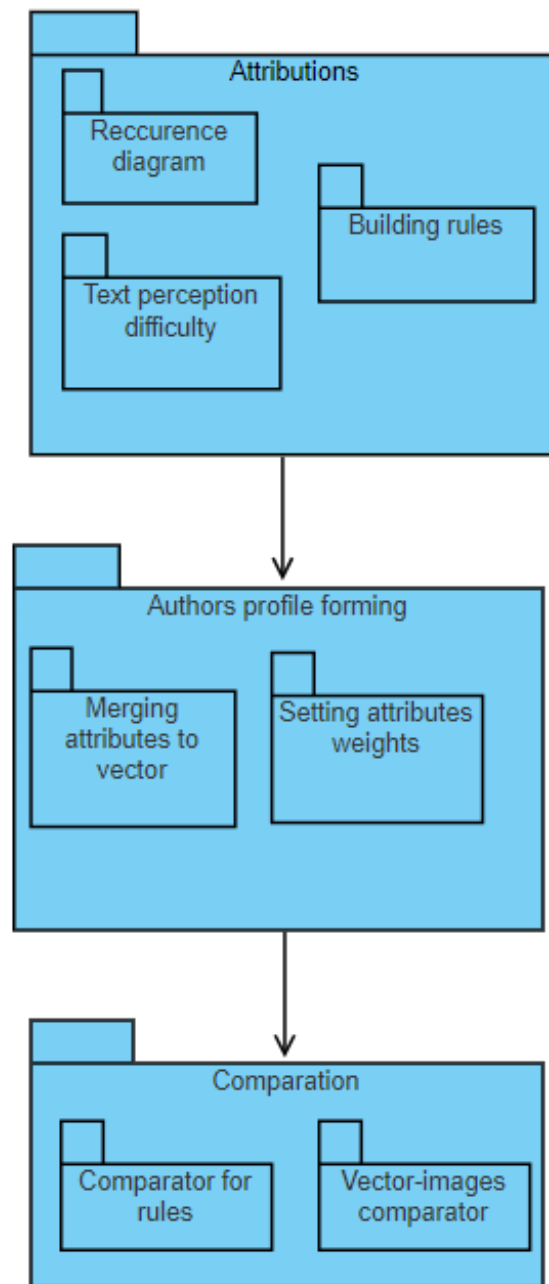 Attributions
Reccurence
diagram
Building rules
Text perception
difficulty
Authors profile forming
Merging
attributes to
vector
Setting attributes
weights
Comparation
Comparator for
rules
Vector-images
comparator